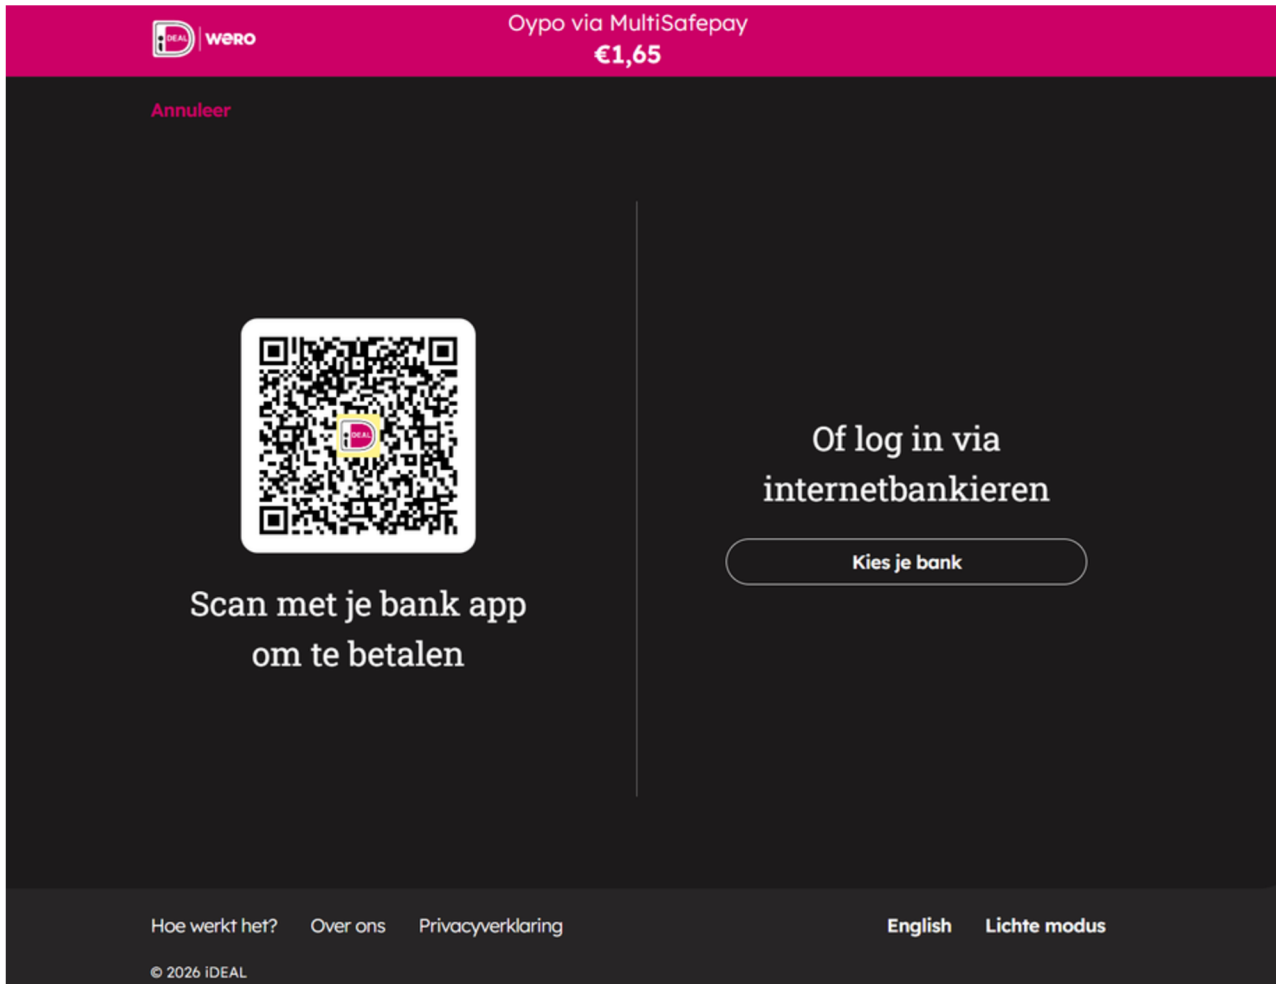 iDEAL wero
Oypo via MultiSafepay
€1,65
Annuleer
iDEAL
Scan met je bank app
om te betalen
Of log in via
internetbankieren
Kies je bank
Hoe werkt het? Over ons Privacyverklaring
English Lichte modus
© 2026 iDEAL